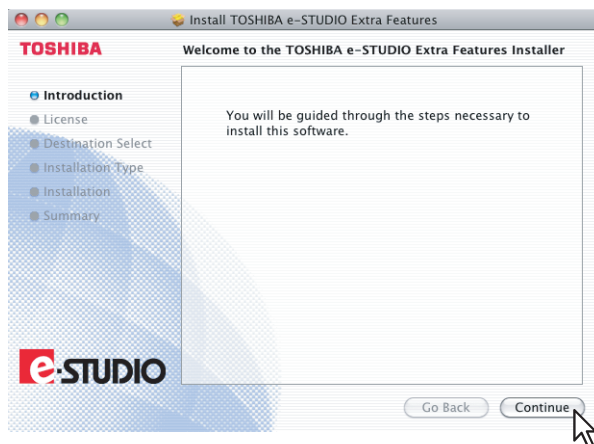 Install TOSHIBA e-STUDIO Extra Features
TOSHIBA
Welcome to the TOSHIBA e-STUDIO Extra Features Installer
Introduction
License
Destination Select
Installation Type
Installation
Summary
You will be guided through the steps necessary to
install this software.
e-STUDIO
Go Back
Continue